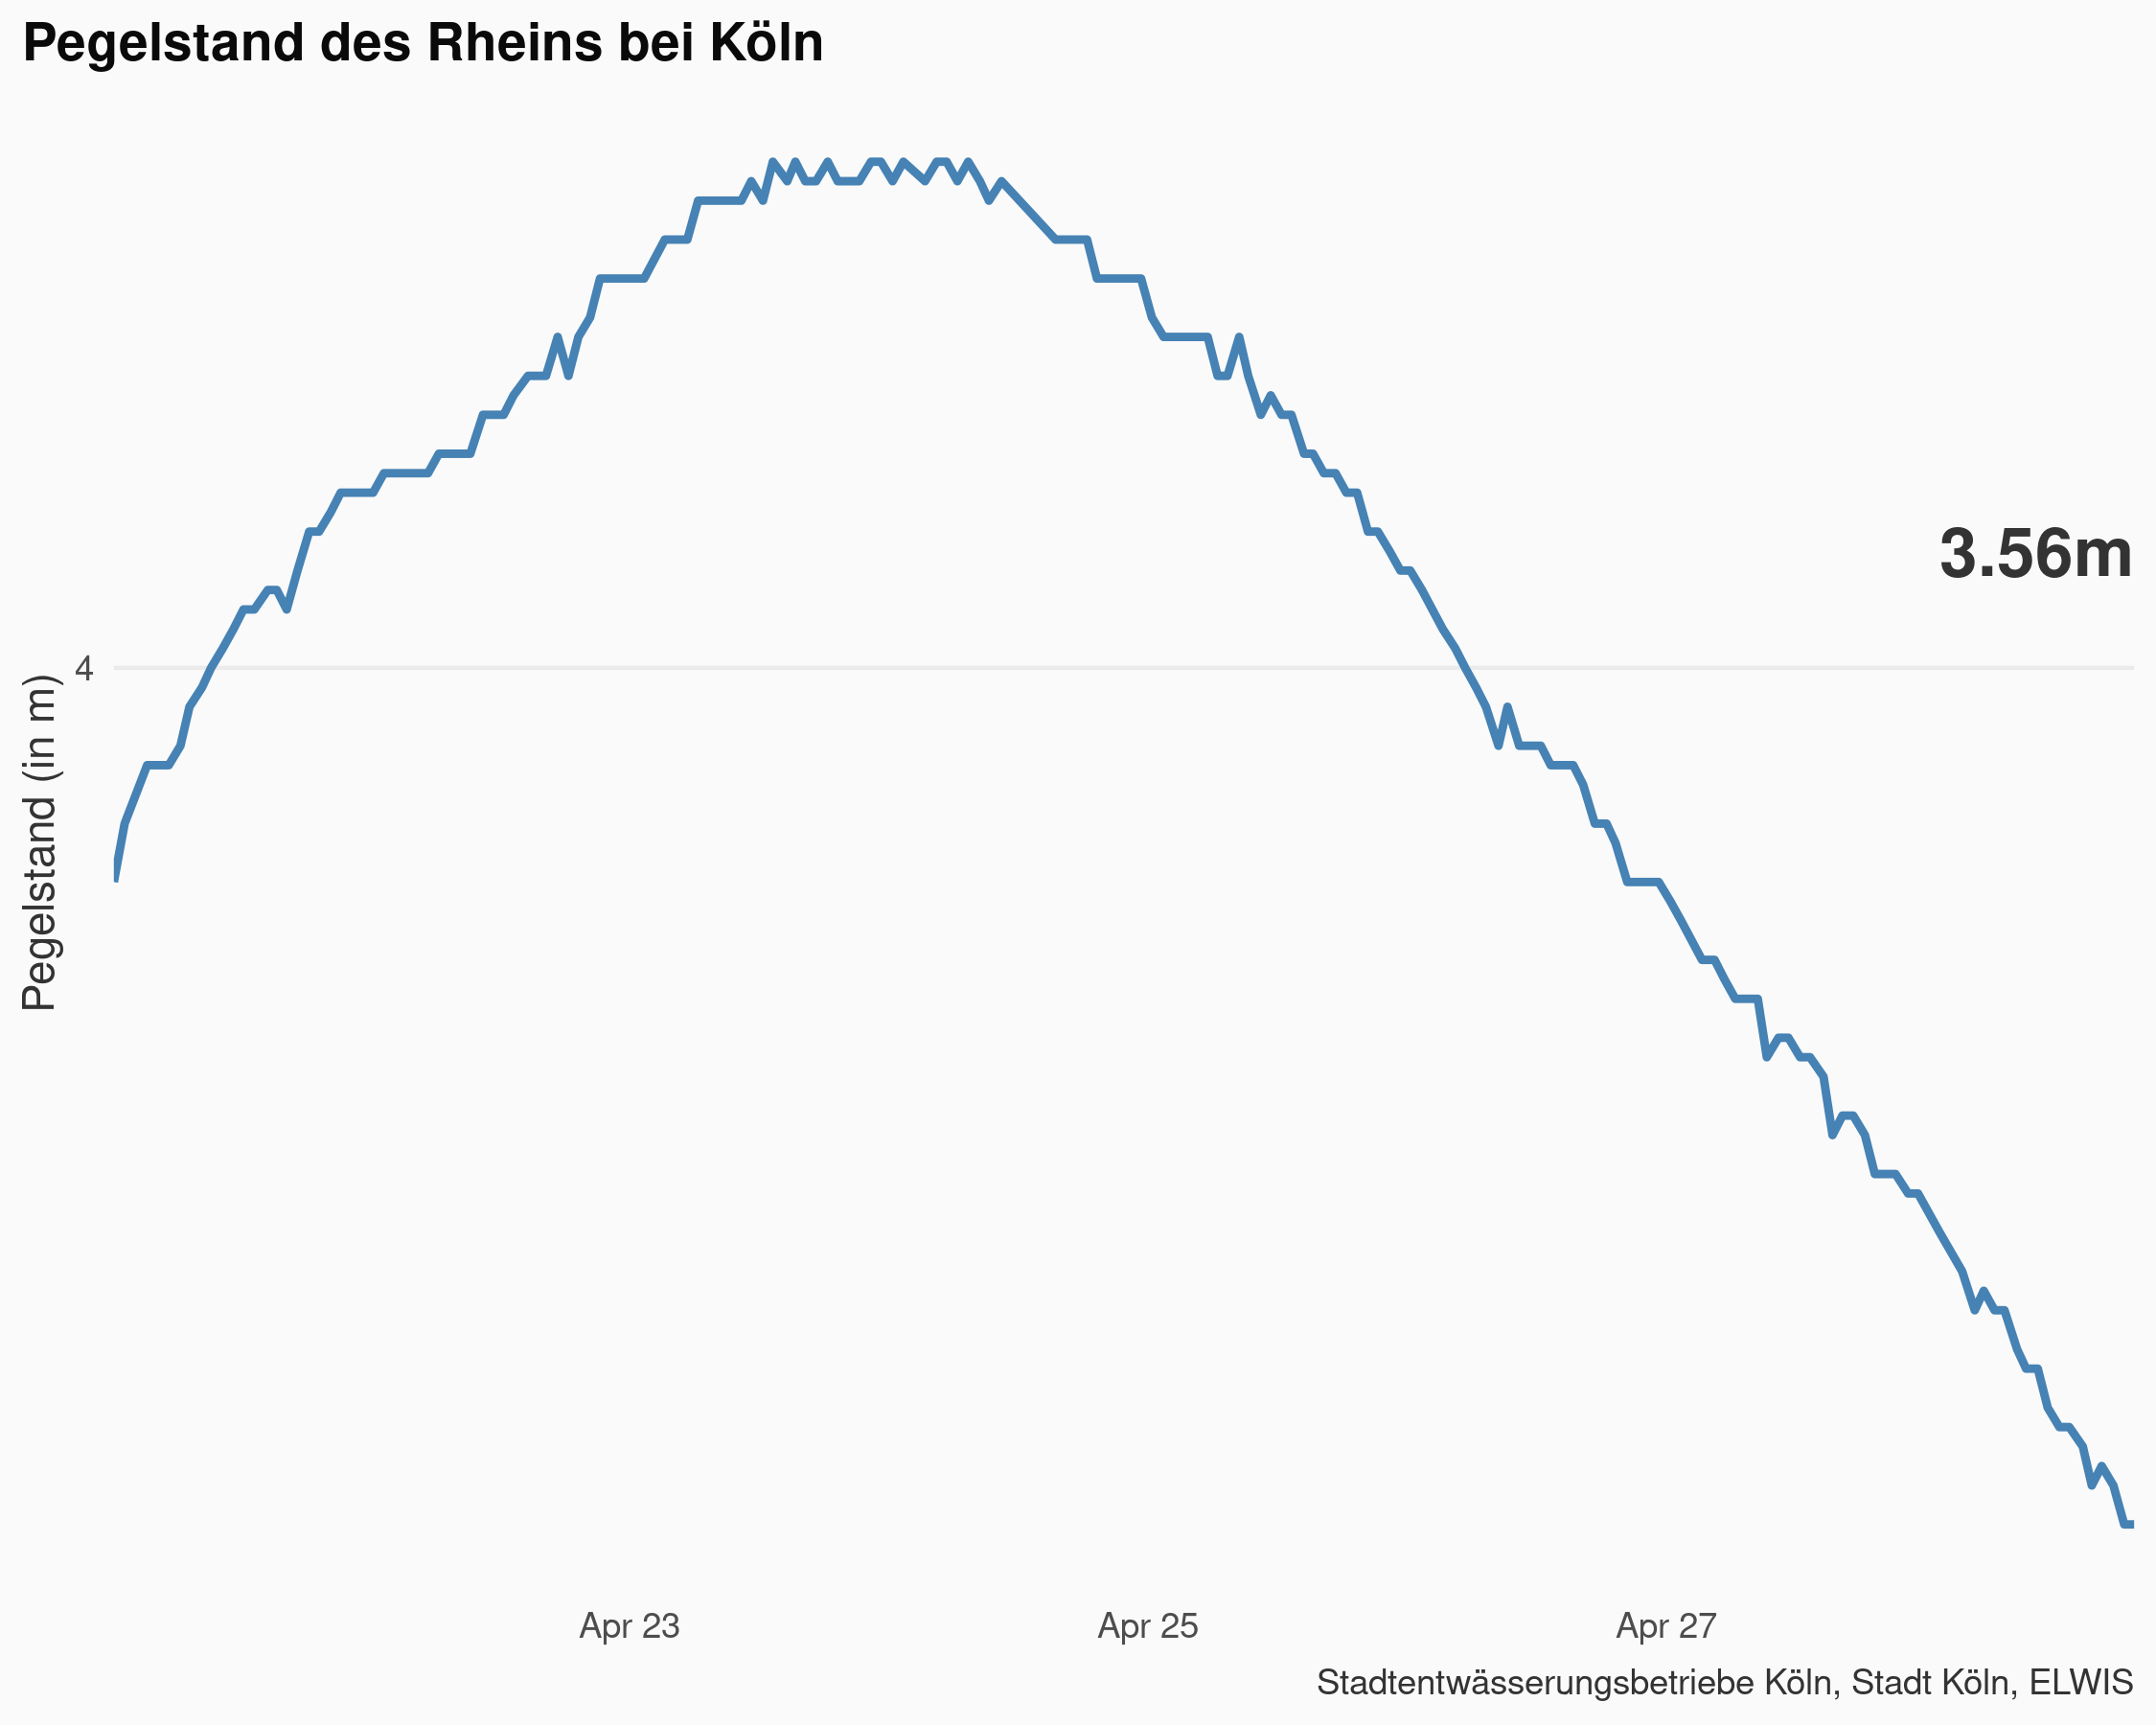 Pegelstand des Rheins bei Köln
3.56m
4
Pegelstand (in m)
Apr 23
Apr 25
Apr 27
Stadtentwässerungsbetriebe Köln, Stadt Köln, ELWIS